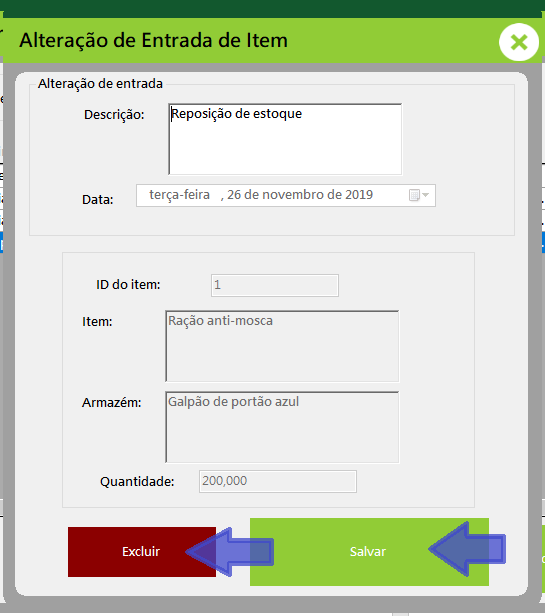 Alteração de Entrada de Item
Alteração de entrada
Descrição: Reposição de estoque
Data: terça-feira , 26 de novembro de 2019
ID do item: 1
Item: Ração anti-mosca
Armazém: Galpão de portão azul
Quantidade: 200,000
Excluir Salvar